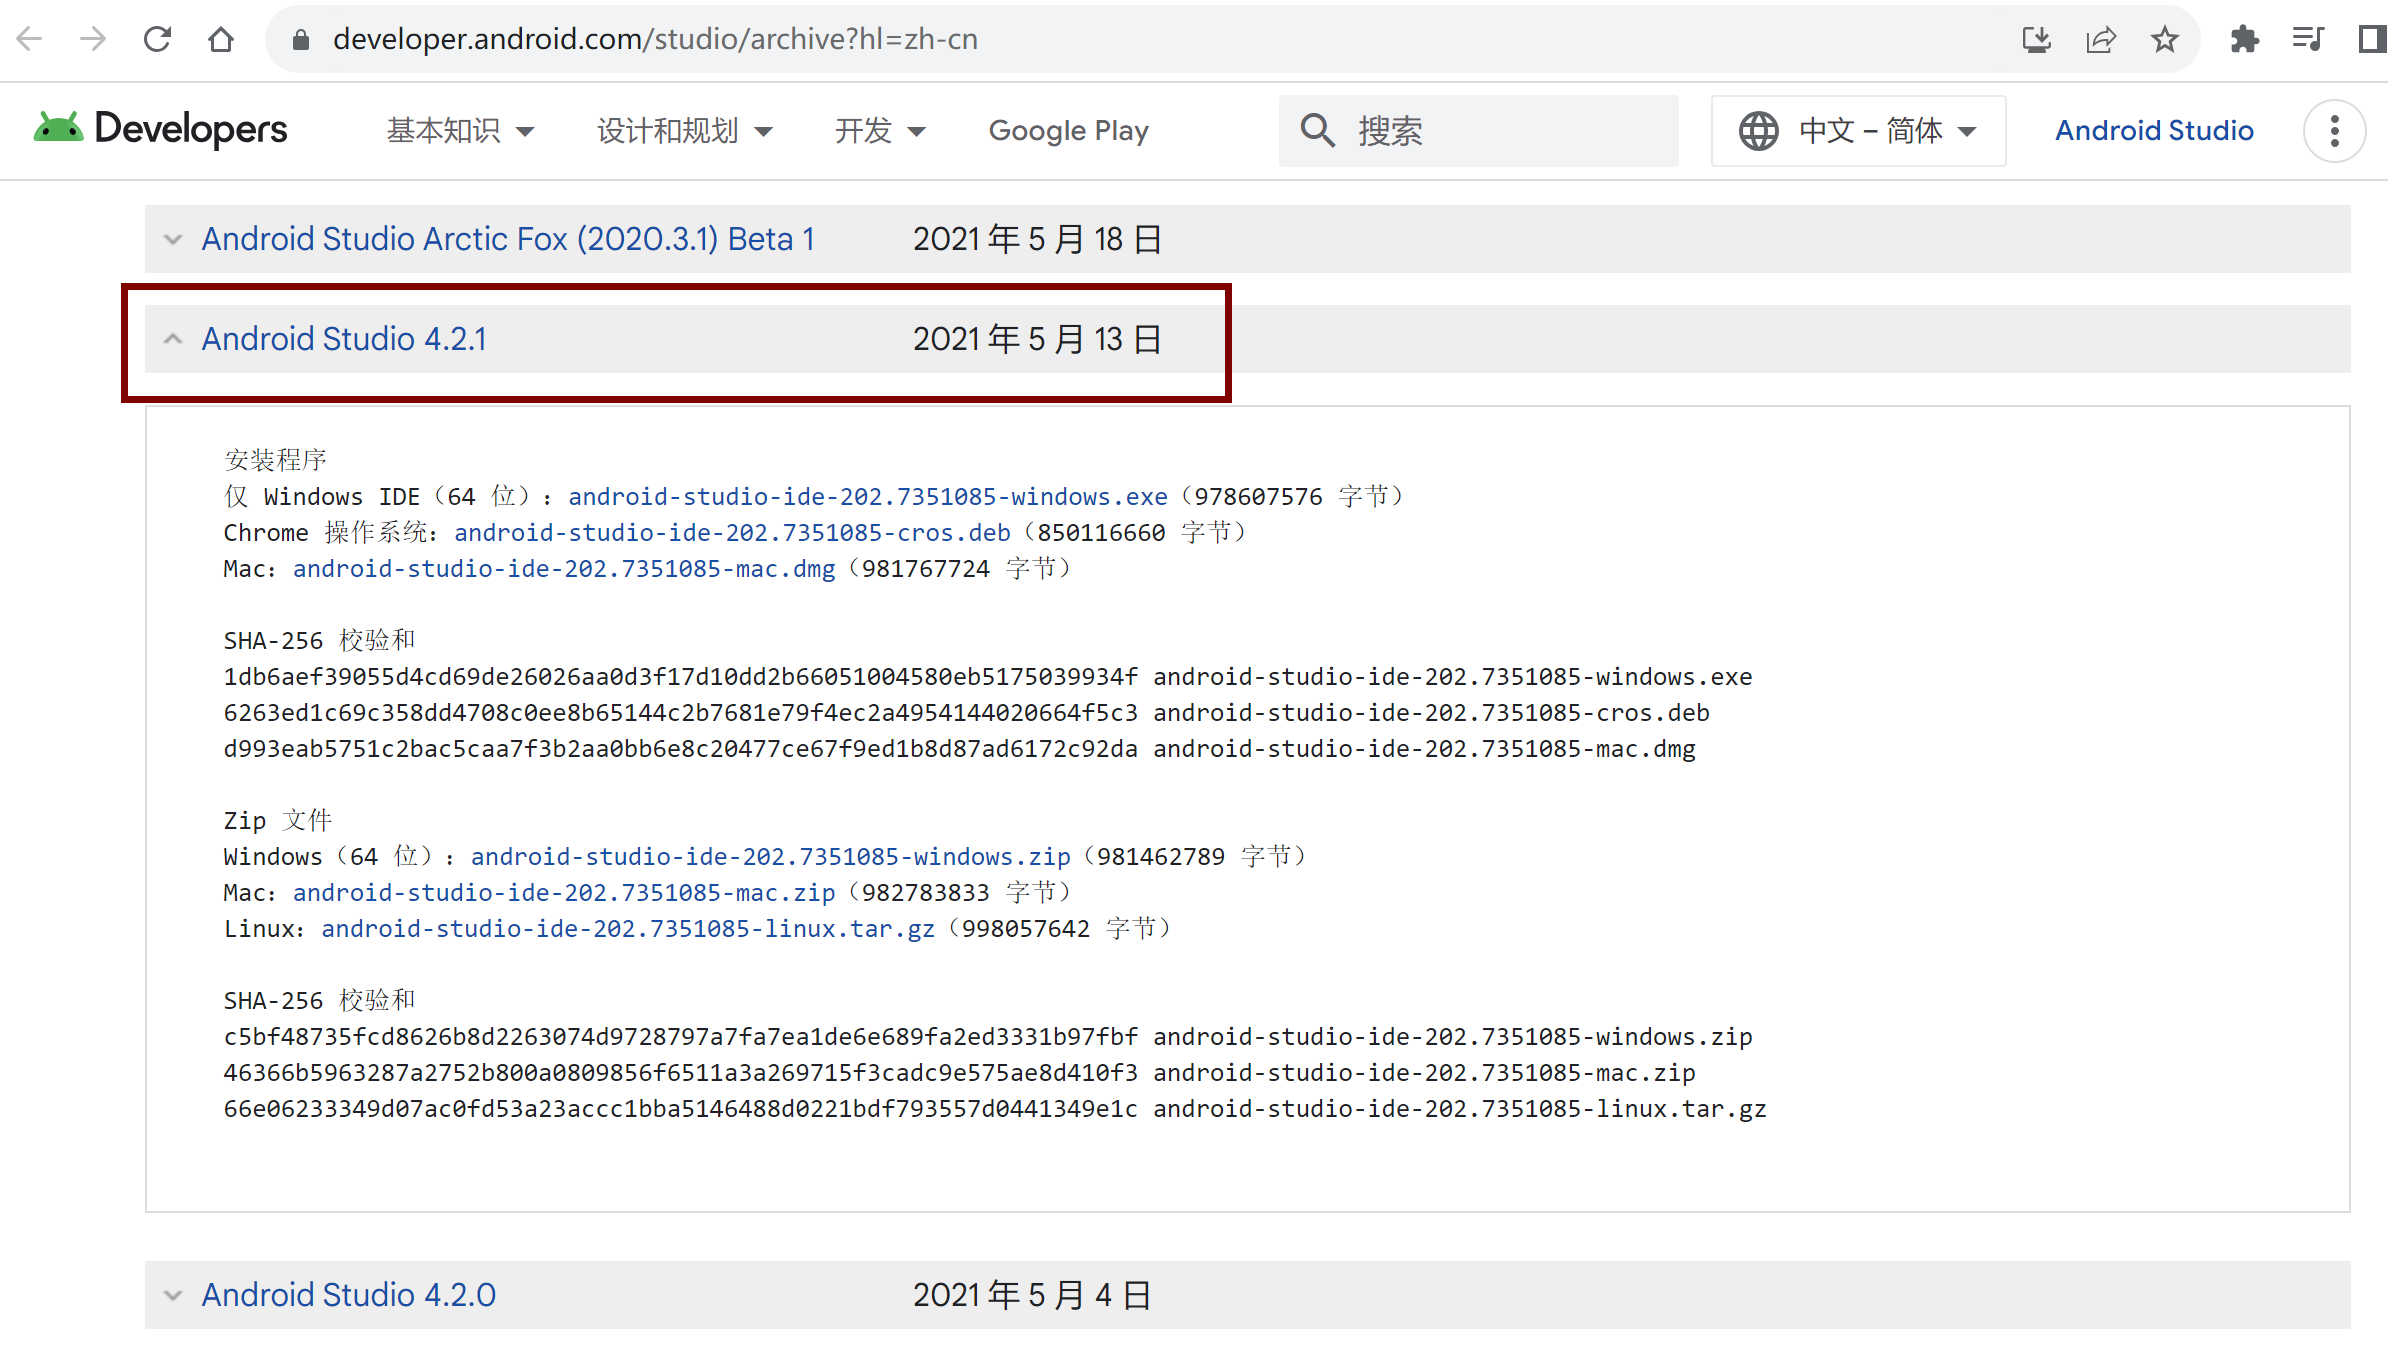 developer.android.com/studio/archive?hl=zh-cn
Developers 基本知识 设计和规划 开发 Google Play 搜索 中文 – 简体 Android Studio
Android Studio Arctic Fox (2020.3.1) Beta 1 2021 年 5 月 18 日
Android Studio 4.2.1 2021 年 5 月 13 日
安装程序
仅 Windows IDE（64 位）：android-studio-ide-202.7351085-windows.exe（978607576 字节）
Chrome 操作系统：android-studio-ide-202.7351085-cros.deb（850116660 字节）
Mac：android-studio-ide-202.7351085-mac.dmg（981767724 字节）
SHA-256 校验和
1db6aef39055d4cd69de26026aa0d3f17d10dd2b66051004580eb5175039934f android-studio-ide-202.7351085-windows.exe
6263ed1c69c358dd4708c0ee8b65144c2b7681e79f4ec2a4954144020664f5c3 android-studio-ide-202.7351085-cros.deb
d993eab5751c2bac5caa7f3b2aa0bb6e8c20477ce67f9ed1b8d87ad6172c92da android-studio-ide-202.7351085-mac.dmg
Zip 文件
Windows（64 位）：android-studio-ide-202.7351085-windows.zip（981462789 字节）
Mac：android-studio-ide-202.7351085-mac.zip（982783833 字节）
Linux：android-studio-ide-202.7351085-linux.tar.gz（998057642 字节）
SHA-256 校验和
c5bf48735fcd8626b8d2263074d9728797a7fa7ea1de6e689fa2ed3331b97fbf android-studio-ide-202.7351085-windows.zip
46366b5963287a2752b800a0809856f6511a3a269715f3cadc9e575ae8d410f3 android-studio-ide-202.7351085-mac.zip
66e06233349d07ac0fd53a23accc1bba5146488d0221bdf793557d0441349e1c android-studio-ide-202.7351085-linux.tar.gz
Android Studio 4.2.0 2021 年 5 月 4 日